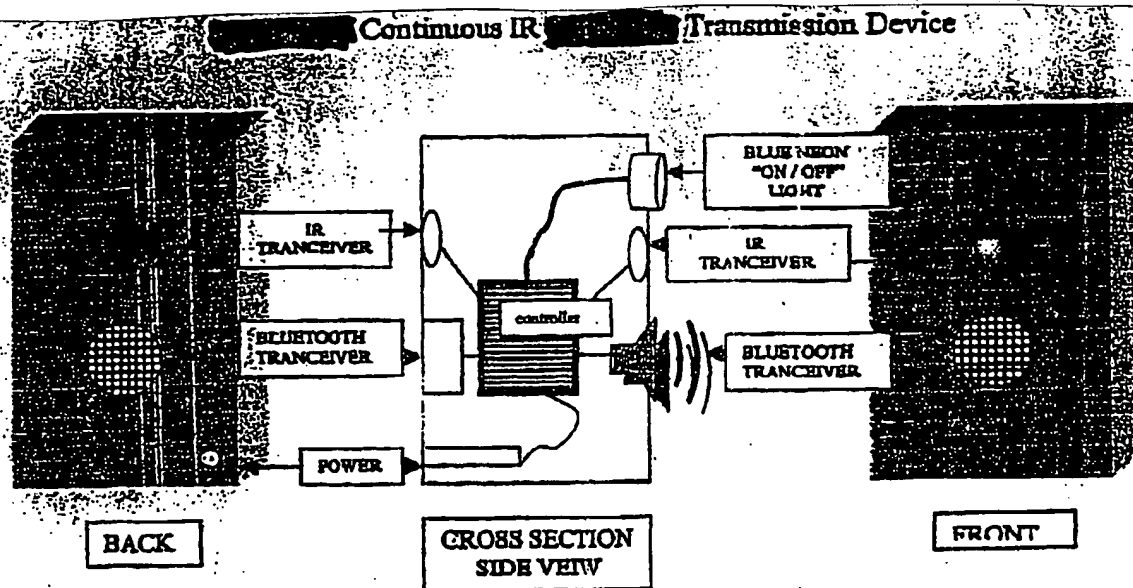 Continuous IR Transmission Device
BLUE NEON
"ON / OFF"
LIGHT
IR
TRANCEIVER
IR
TRANCEIVER
controller
BLUETOOTH
TRANCEIVER
BLUETOOTH
TRANCEIVER
POWER
BACK
CROSS SECTION
SIDE VEIW
FRONT